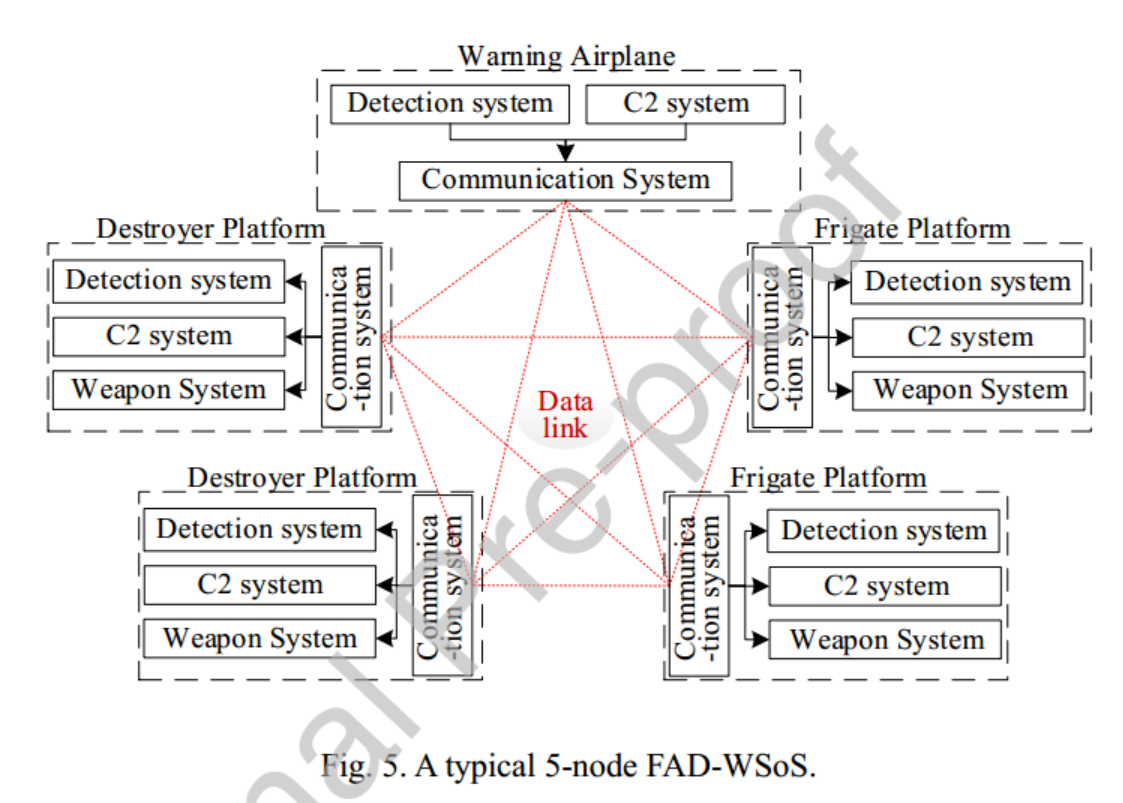 Warning Airplane
Detection system
C2 system
Communication System
Destroyer Platform
Detection system
C2 system
Weapon System
Communica
-tion system
Frigate Platform
Communica
-tion system
Detection system
C2 system
Weapon System
Data
link
Destroyer Platform
Detection system
C2 system
Weapon System
Communica
-tion system
Frigate Platform
Communica
-tion system
Detection system
C2 system
Weapon System
nal Pre-proof
Fig. 5. A typical 5-node FAD-WSoS.